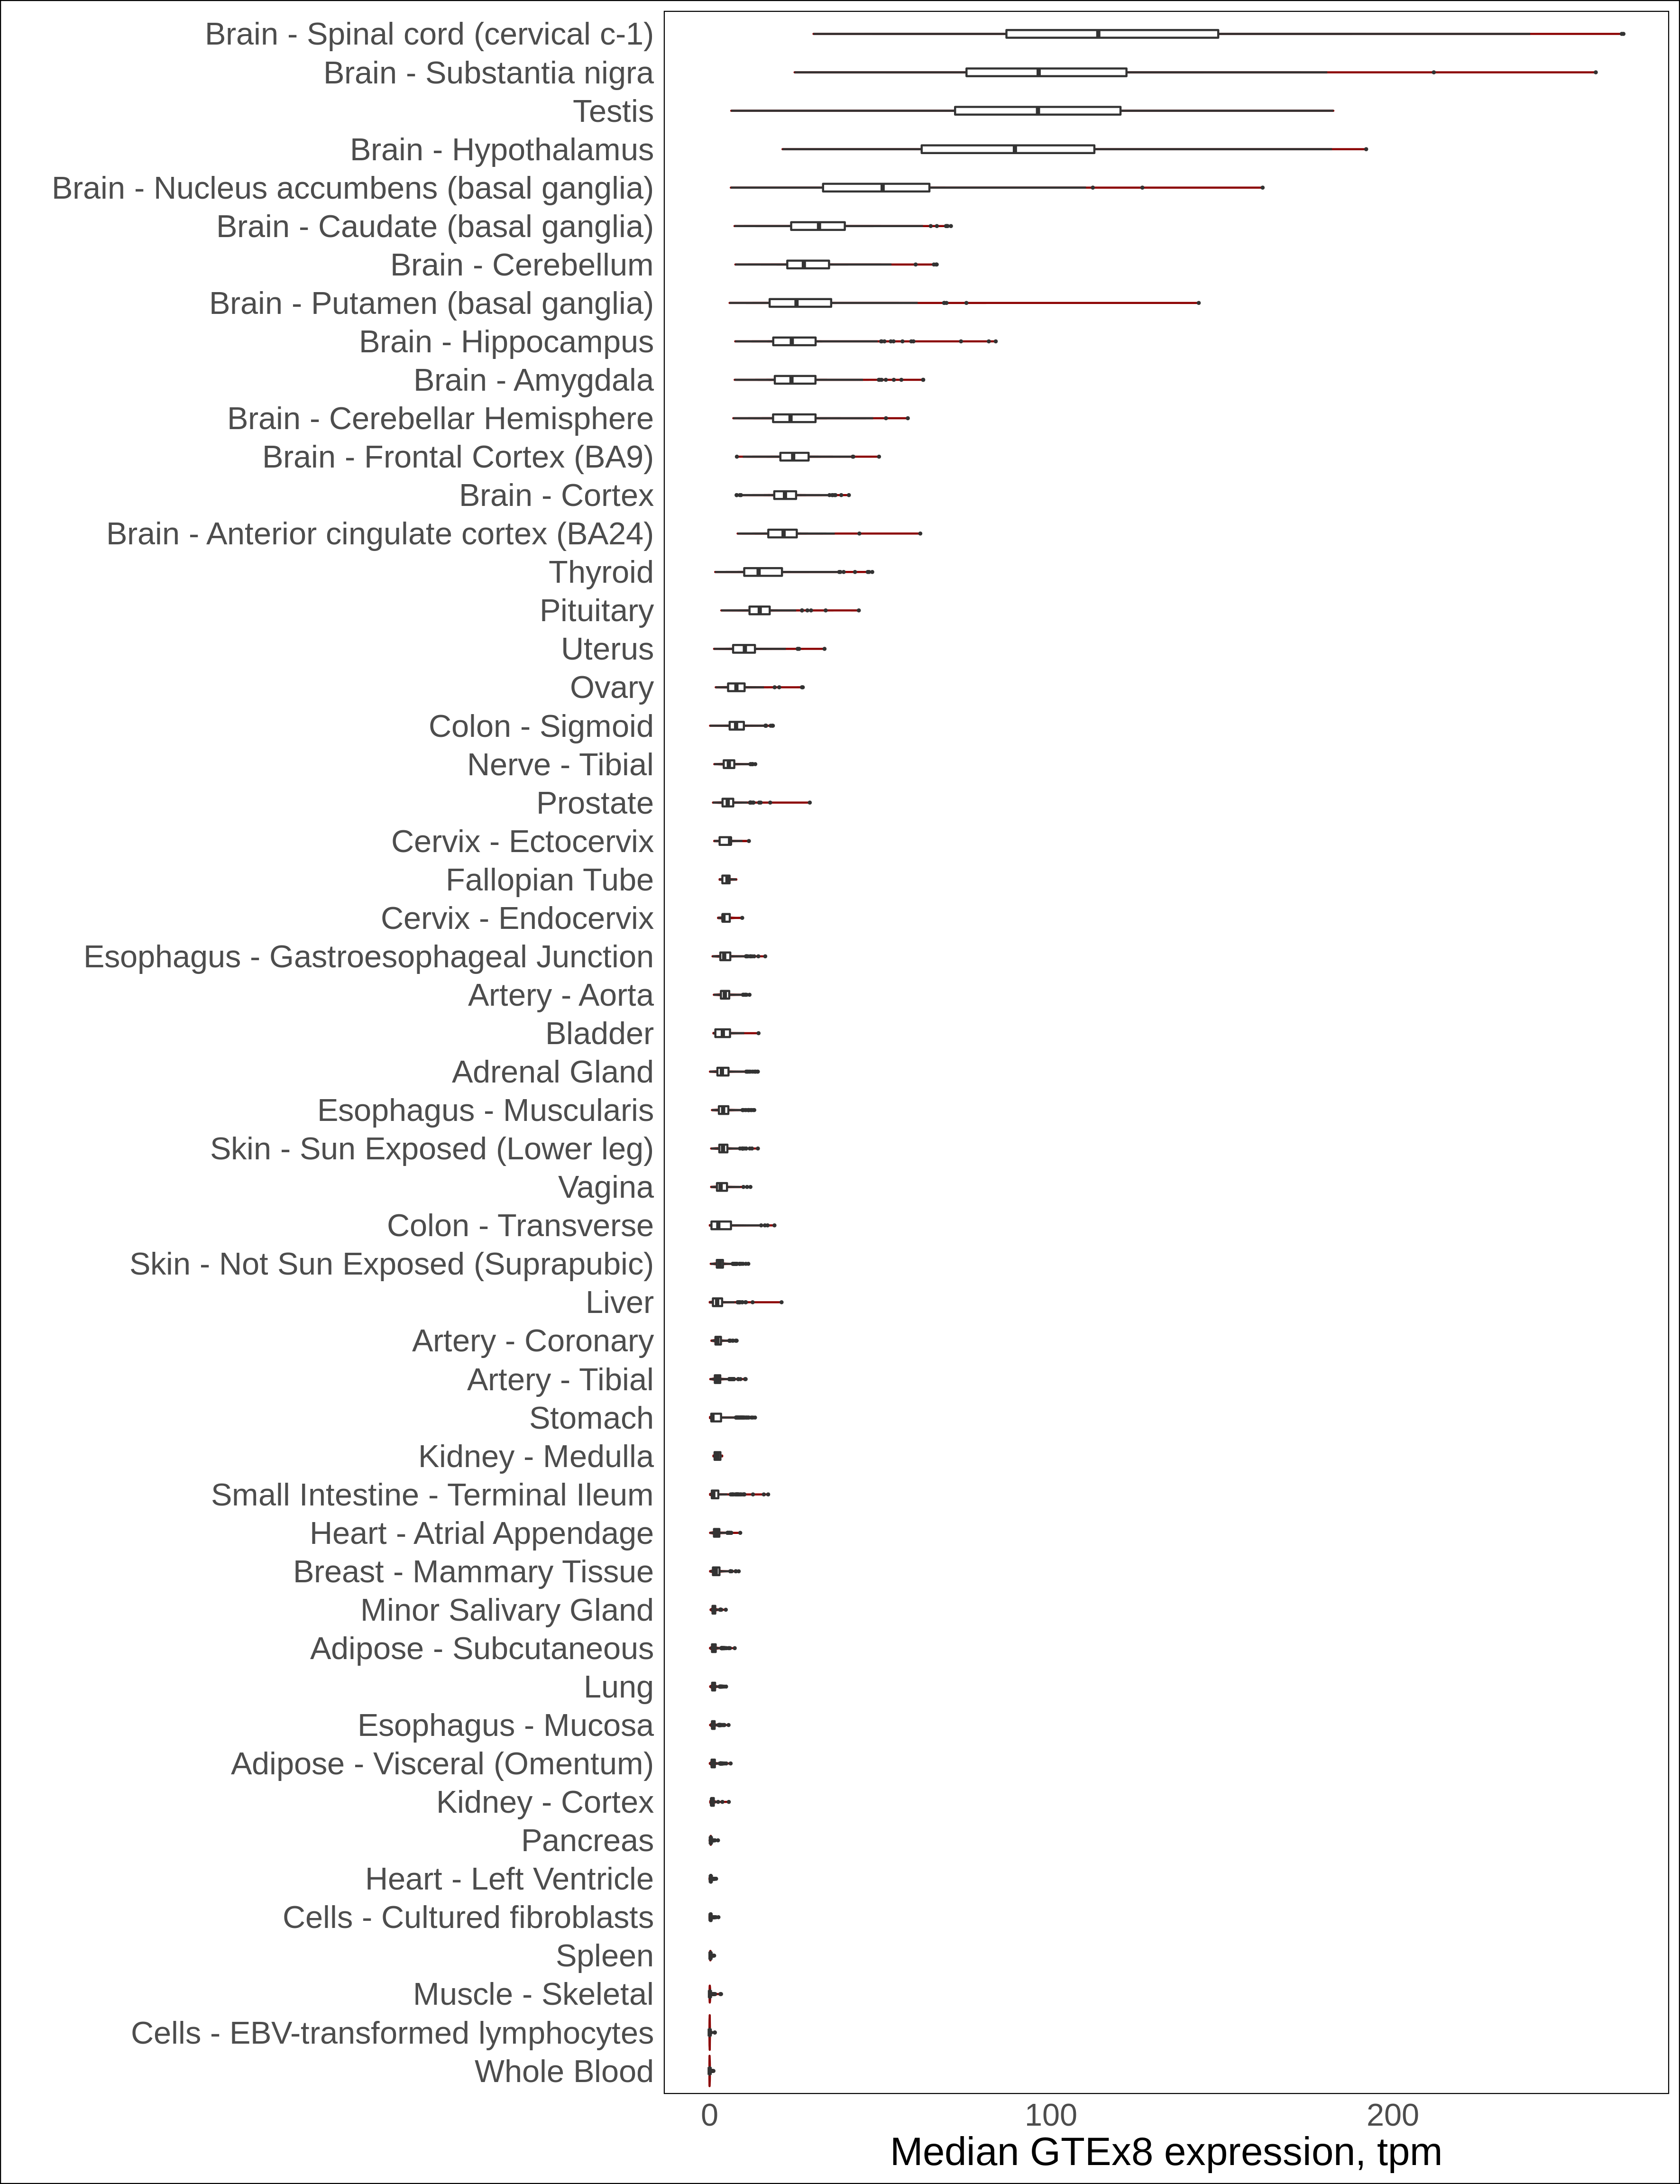 Brain - Spinal cord (cervical c-1)
Brain - Substantia nigra
Testis
Brain - Hypothalamus
Brain - Nucleus accumbens (basal ganglia)
Brain - Caudate (basal ganglia)
Brain - Cerebellum
Brain - Putamen (basal ganglia)
Brain - Hippocampus
Brain - Amygdala
Brain - Cerebellar Hemisphere
Brain - Frontal Cortex (BA9)
Brain - Cortex
Brain - Anterior cingulate cortex (BA24)
Thyroid
Pituitary
Uterus
Ovary
Colon - Sigmoid
Nerve - Tibial
Prostate
Cervix - Ectocervix
Fallopian Tube
Cervix - Endocervix
Esophagus - Gastroesophageal Junction
Artery - Aorta
Bladder
Adrenal Gland
Esophagus - Muscularis
Skin - Sun Exposed (Lower leg)
Vagina
Colon - Transverse
Skin - Not Sun Exposed (Suprapubic)
Liver
Artery - Coronary
Artery - Tibial
Stomach
Kidney - Medulla
Small Intestine - Terminal Ileum
Heart - Atrial Appendage
Breast - Mammary Tissue
Minor Salivary Gland
Adipose - Subcutaneous
Lung
Esophagus - Mucosa
Adipose - Visceral (Omentum)
Kidney - Cortex
Pancreas
Heart - Left Ventricle
Cells - Cultured fibroblasts
Spleen
Muscle - Skeletal
Cells - EBV-transformed lymphocytes
Whole Blood
0 100 200
Median GTEx8 expression, tpm